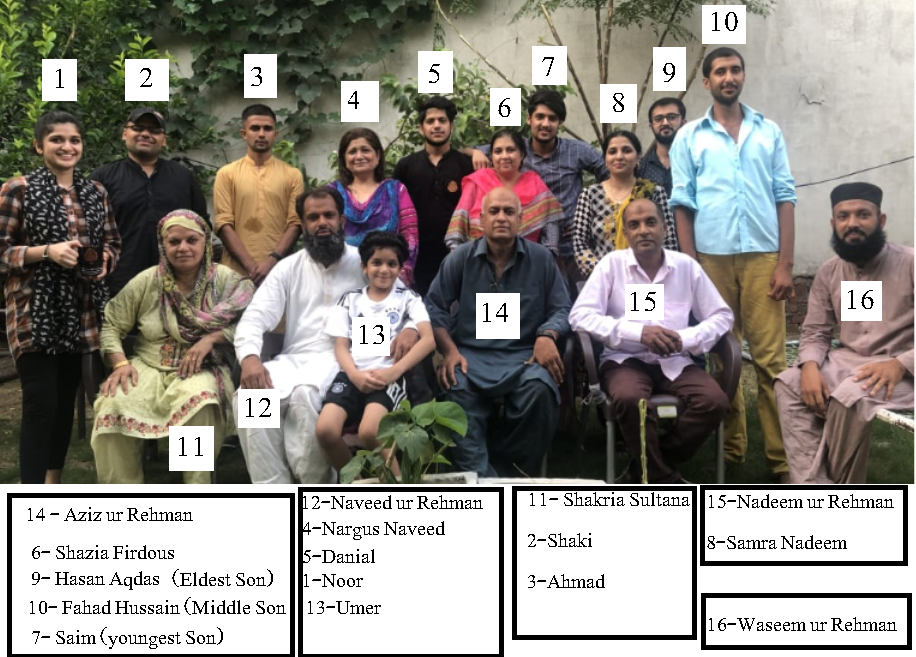 1
2
3
4
5
6
7
8
9
10
11
12
13
14
15
16
14 - Aziz ur Rehman
6- Shazia Firdous
9- Hasan Aqdas (Eldest Son)
10- Fahad Hussain (Middle Son
7- Saim (youngest Son)
12-Naveed ur Rehman
4-Nargus Naveed
5-Danial
1-Noor
13-Umer
11- Shakria Sultana
2-Shaki
3-Ahmad
15-Nadeem ur Rehman
8-Samra Nadeem
16-Waseem ur Rehman